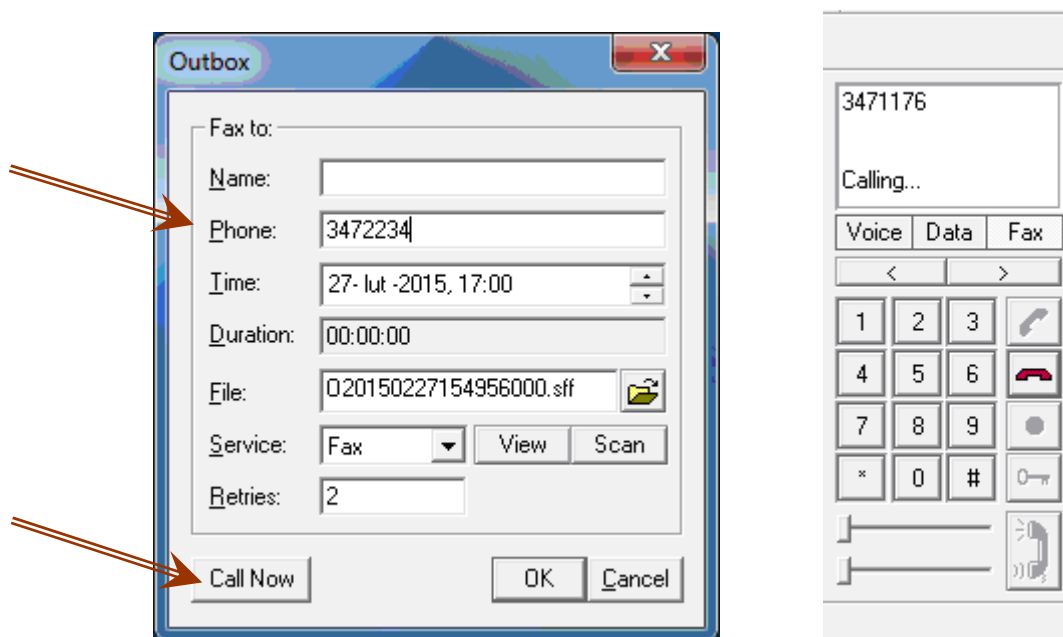 Outbox
Fax to:
Name:
Phone: 3472234
Time: 27- lut -2015, 17:00
Duration: 00:00:00
File: O20150227154956000.sff
Service: Fax View Scan
Retries: 2
Call Now OK Cancel
3471176
Calling...
Voice Data Fax
< >
1 2 3
4 5 6
7 8 9
* 0 #